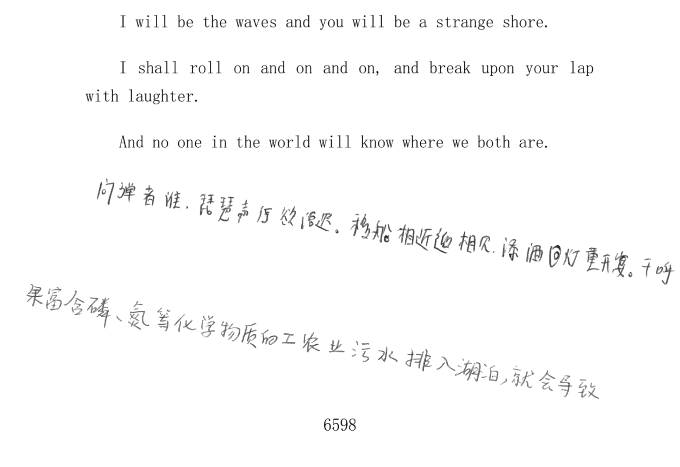 I will be the waves and you will be a strange shore.
I shall roll on and on and on, and break upon your lap
with laughter.
And no one in the world will know where we both are.
问弹者谁,琵琶声停欲语迟。移船相近邀相见,添酒回灯重开宴。千呼
果富含磷、氮等化学物质的工农业污水排入湖泊,就会导致
6598